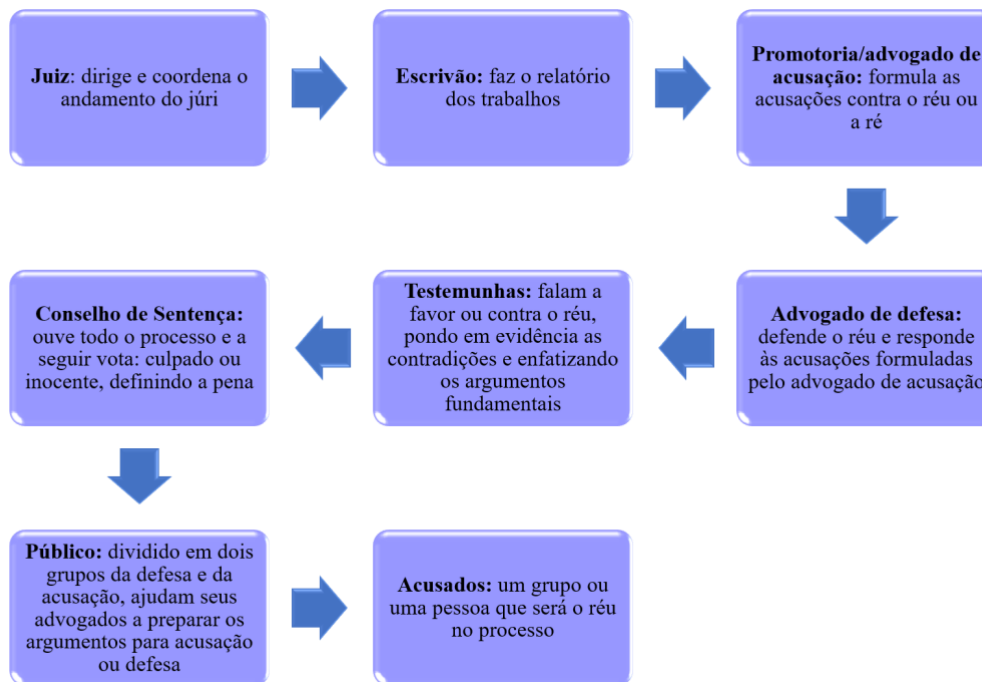 Juiz: dirige e coordena o
andamento do júri
Escrivão: faz o relatório
dos trabalhos
Promotoria/advogado de
acusação: formula as
acusações contra o réu ou
a ré
Advogado de defesa:
defende o réu e responde
às acusações formuladas
pelo advogado de acusação
Testemunhas: falam a
favor ou contra o réu,
pondo em evidência as
contradições e enfatizando
os argumentos
fundamentais
Conselho de Sentença:
ouve todo o processo e a
seguir vota: culpado ou
inocente, definindo a pena
Público: dividido em dois
grupos da defesa e da
acusação, ajudam seus
advogados a preparar os
argumentos para acusação
ou defesa
Acusados: um grupo ou
uma pessoa que será o réu
no processo